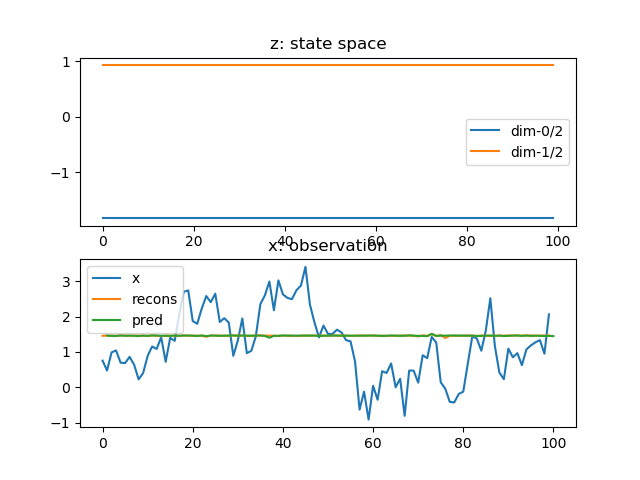 z: state space
1
0
−1
dim-0/2
dim-1/2
0 20 40 60 80 100
x: observation
3
2
1
0
−1
x
recons
pred
0 20 40 60 80 100